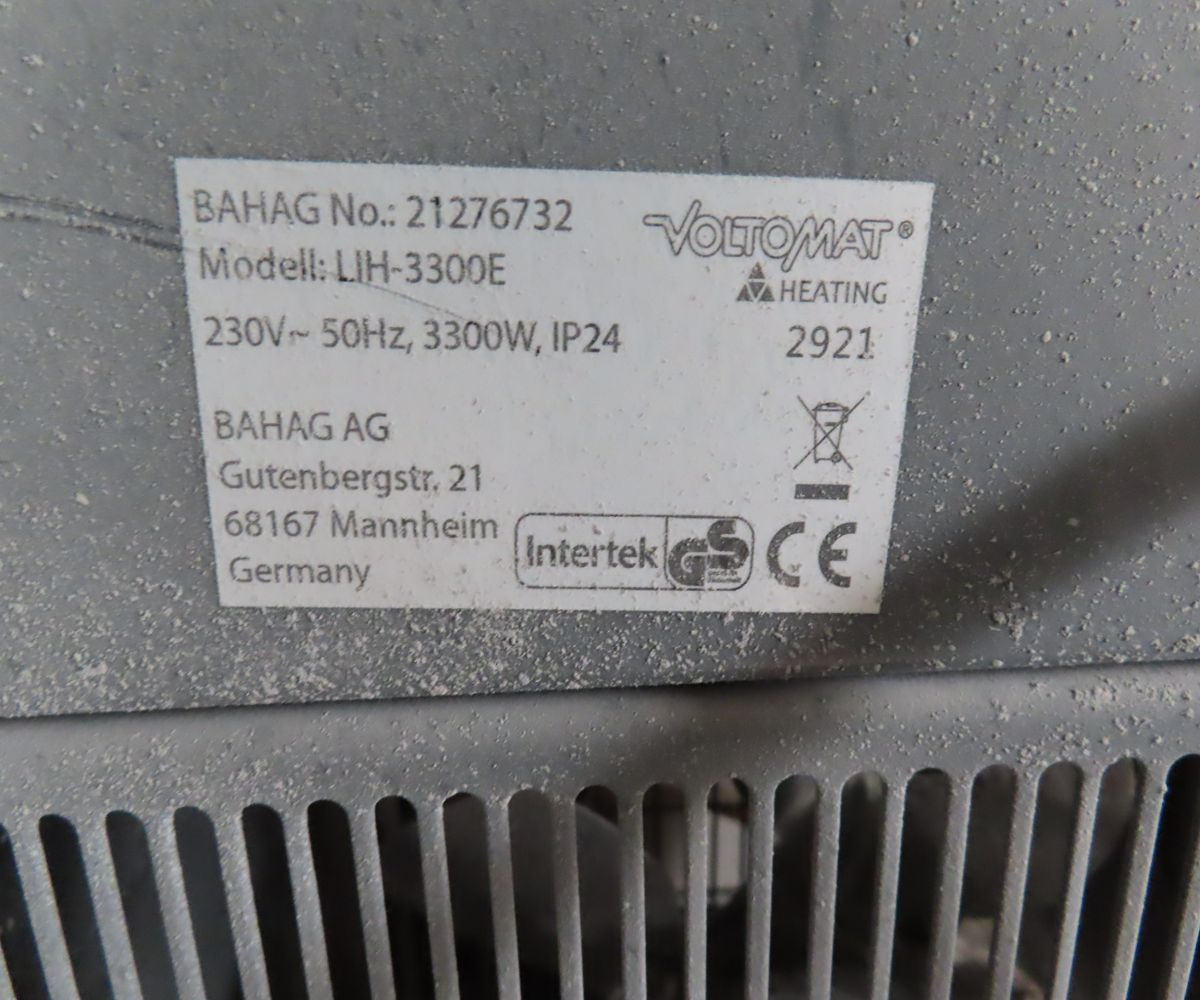 BAHAG No.: 21276732
Modell: LIH-3300E
230V~ 50Hz, 3300W, IP24
VOLTOMAT®
HEATING
2921
BAHAG AG
Gutenbergstr. 21
68167 Mannheim
Germany
Intertek
GS
CE